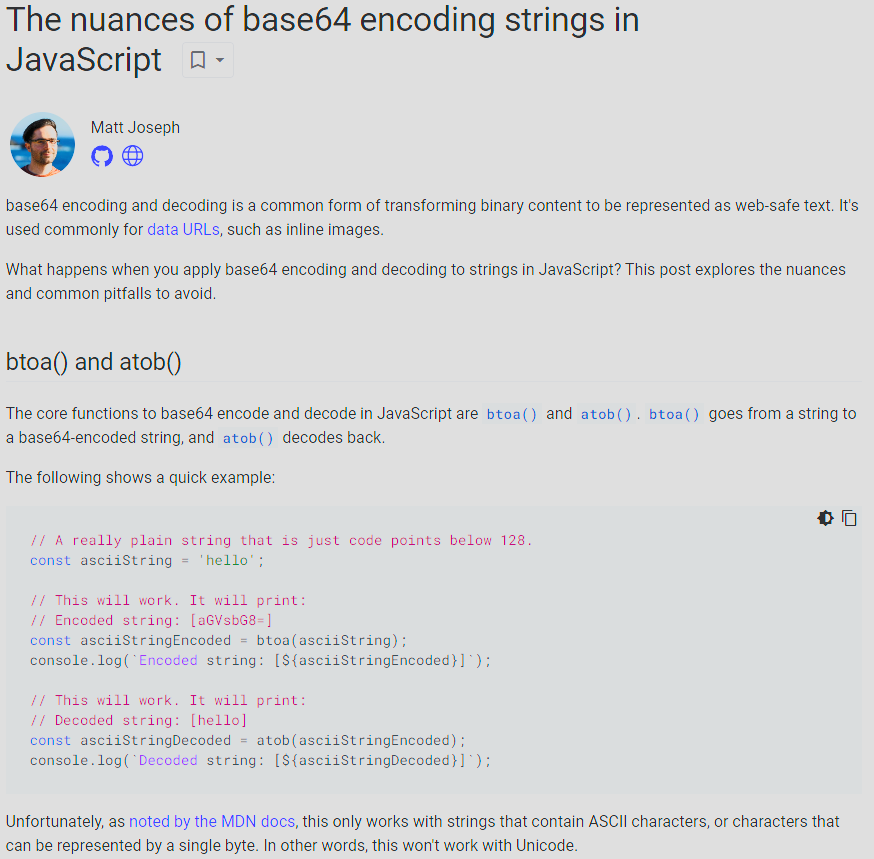 The nuances of base64 encoding strings in
JavaScript
Matt Joseph
base64 encoding and decoding is a common form of transforming binary content to be represented as web-safe text. It's
used commonly for data URLs, such as inline images.
What happens when you apply base64 encoding and decoding to strings in JavaScript? This post explores the nuances
and common pitfalls to avoid.
btoa() and atob()
The core functions to base64 encode and decode in JavaScript are btoa() and atob(). btoa() goes from a string to
a base64-encoded string, and atob() decodes back.
The following shows a quick example:
// A really plain string that is just code points below 128.
const asciiString = 'hello';
// This will work. It will print:
// Encoded string: [aGVsbG8=]
const asciiStringEncoded = btoa(asciiString);
console.log(`Encoded string: [${asciiStringEncoded}]`);
// This will work. It will print:
// Decoded string: [hello]
const asciiStringDecoded = atob(asciiStringEncoded);
console.log(`Decoded string: [${asciiStringDecoded}]`);
Unfortunately, as noted by the MDN docs, this only works with strings that contain ASCII characters, or characters that
can be represented by a single byte. In other words, this won't work with Unicode.